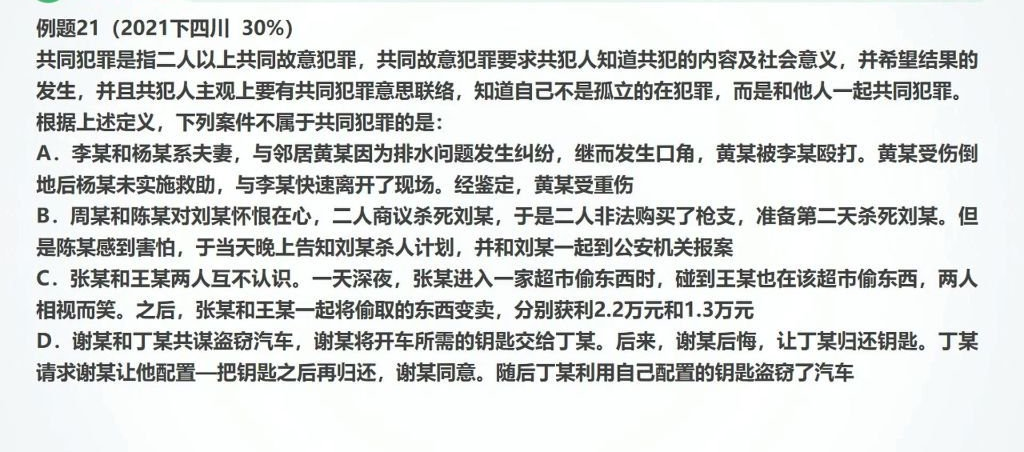 例题21（2021下四川 30%）
共同犯罪是指二人以上共同故意犯罪，共同故意犯罪要求共犯人知道共犯的内容及社会意义，并希望结果的
发生，并且共犯人主观上要有共同犯罪意思联络，知道自己不是孤立的在犯罪，而是和他人一起共同犯罪。
根据上述定义，下列案件不属于共同犯罪的是：
A．李某和杨某系夫妻，与邻居黄某因为排水问题发生纠纷，继而发生口角，黄某被李某殴打。黄某受伤倒
地后杨某未实施救助，与李某快速离开了现场。经鉴定，黄某受重伤
B．周某和陈某对刘某怀恨在心，二人商议杀死刘某，于是二人非法购买了枪支，准备第二天杀死刘某。但
是陈某感到害怕，于当天晚上告知刘某杀人计划，并和刘某一起到公安机关报案
C．张某和王某两人互不认识。一天深夜，张某进入一家超市偷东西时，碰到王某也在该超市偷东西，两人
相视而笑。之后，张某和王某一起将偷取的东西变卖，分别获利2.2万元和1.3万元
D．谢某和丁某共谋盗窃汽车，谢某将开车所需的钥匙交给丁某。后来，谢某后悔，让丁某归还钥匙。丁某
请求谢某让他配置—把钥匙之后再归还，谢某同意。随后丁某利用自己配置的钥匙盗窃了汽车